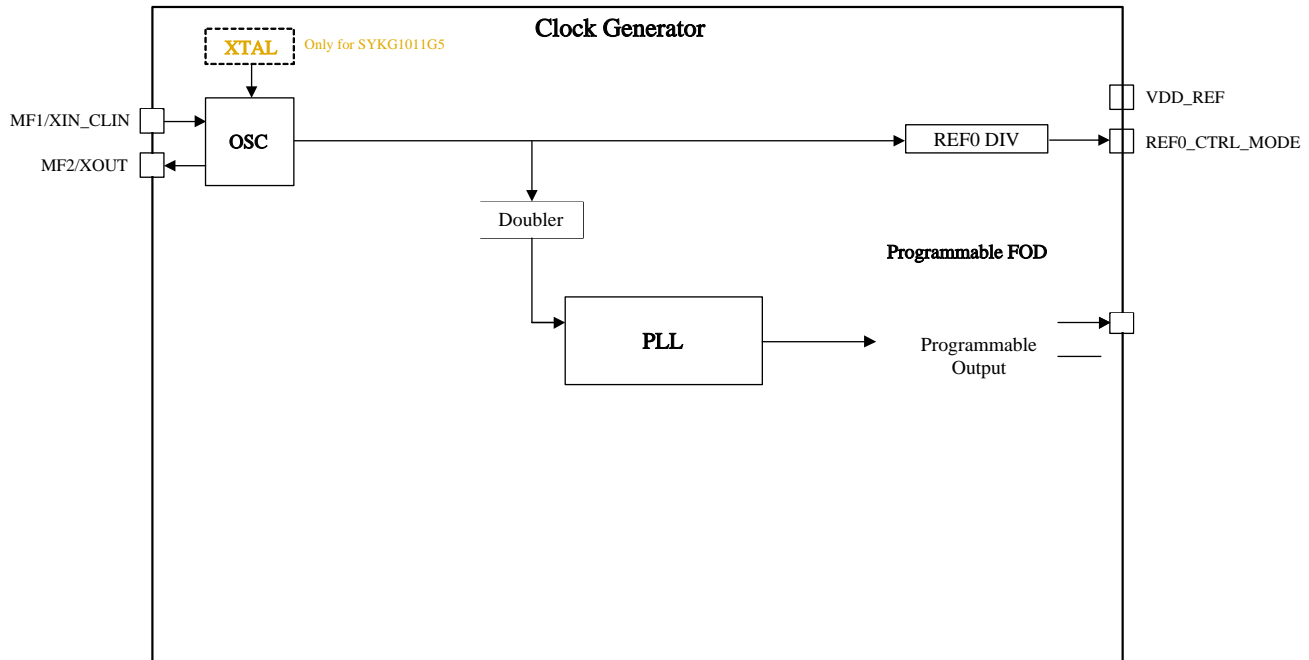 Clock Generator
XTAL
Only for SYKG1011G5
MF1/XIN_CLIN
MF2/XOUT
OSC
REF0 DIV
VDD_REF
REF0_CTRL_MODE
Doubler
Programmable FOD
PLL
Programmable
Output